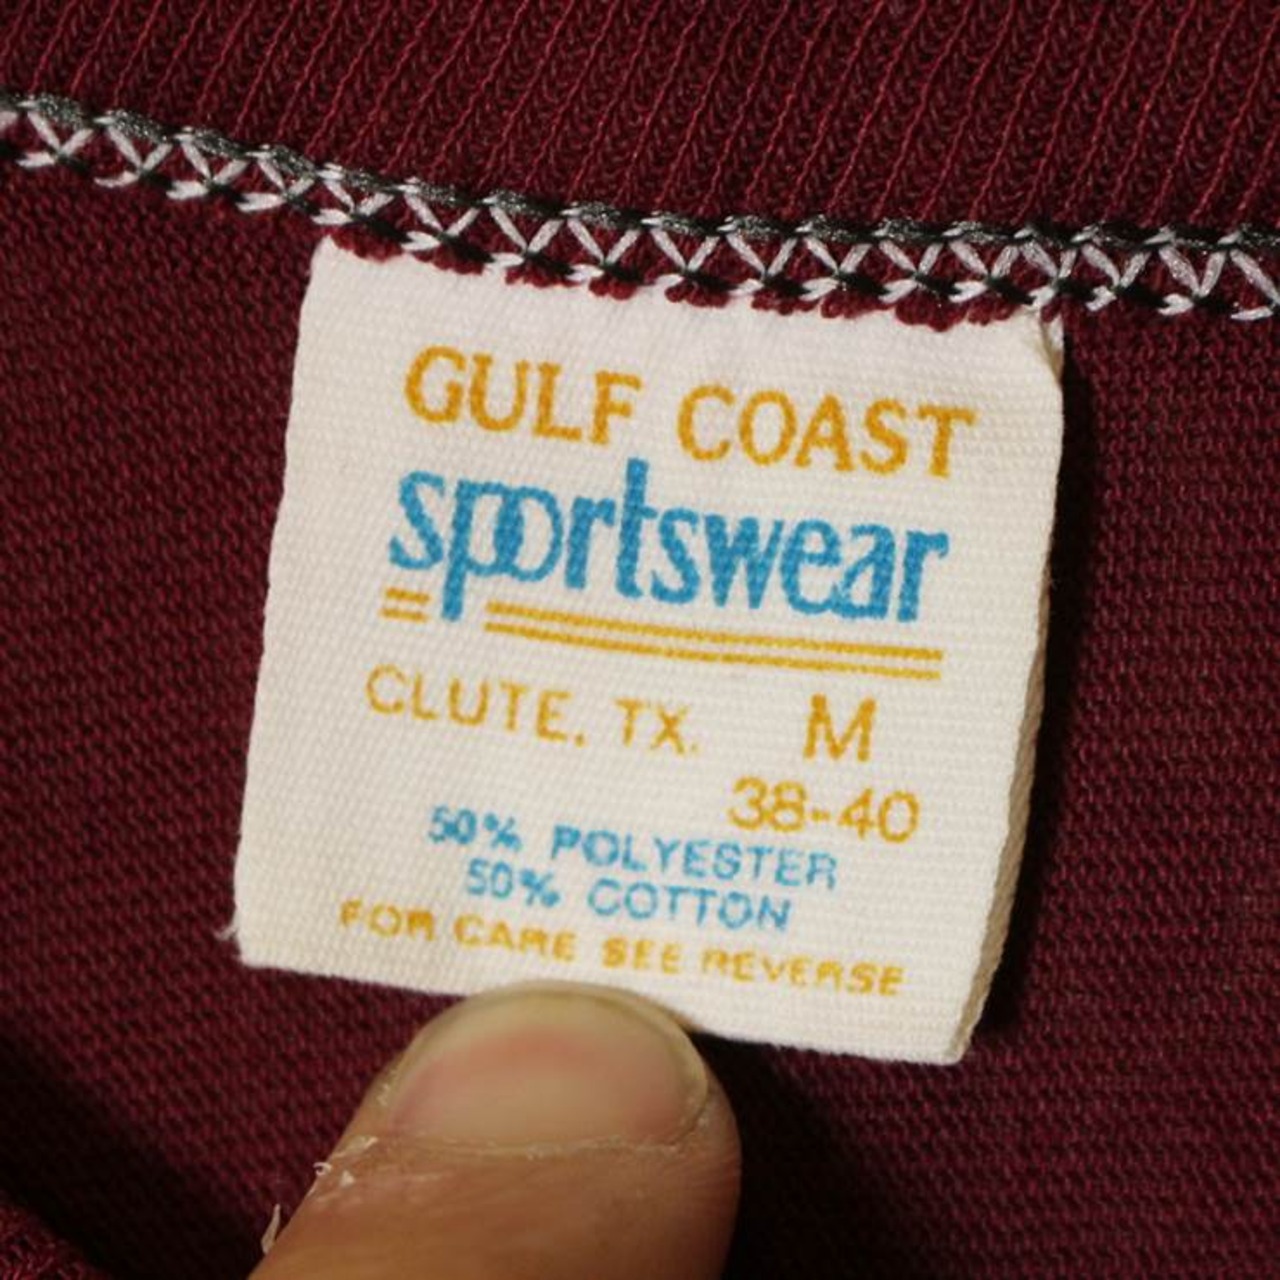 GULF COAST
sportswear
CLUTE, TX. M
38-40
50% POLYESTER
50% COTTON
FOR CARE SEE REVERSE